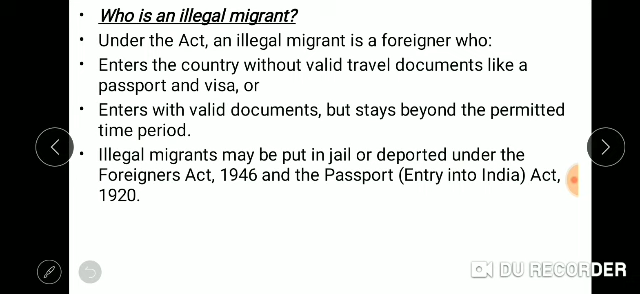 • Who is an illegal migrant?
• Under the Act, an illegal migrant is a foreigner who:
• Enters the country without valid travel documents like a
passport and visa, or
• Enters with valid documents, but stays beyond the permitted
time period.
• Illegal migrants may be put in jail or deported under the
Foreigners Act, 1946 and the Passport (Entry into India) Act,
1920.
DU RECORDER